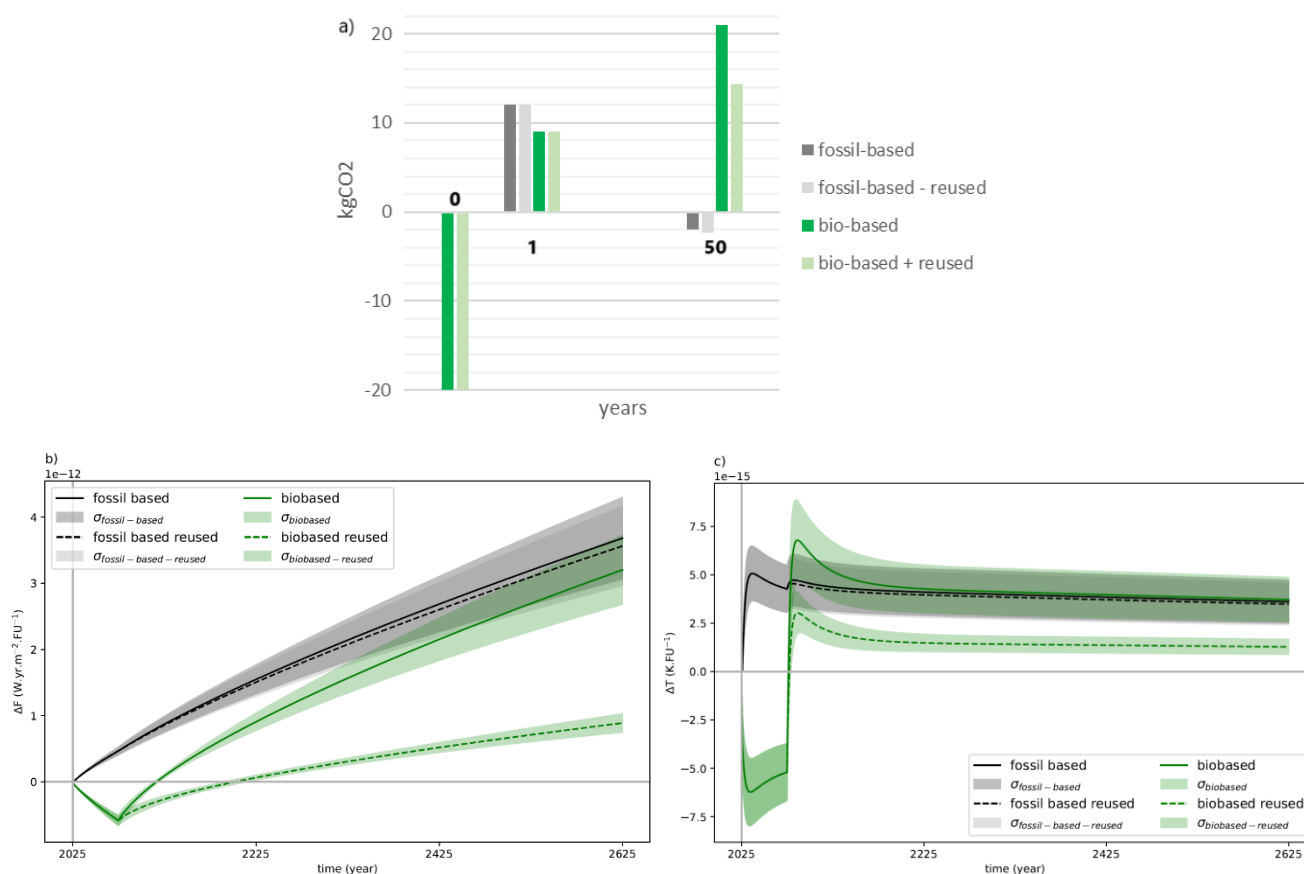 a)
20
10
0
-10
-20
kgCO2
0
1
50
years
fossil-based
fossil-based - reused
bio-based
bio-based + reused
b)
1e−12
4
3
2
1
0
ΔF (W.yr.m⁻².FU⁻¹)
2025
2225
2425
2625
time (year)
fossil based
σfossil−based
fossil based reused
σfossil−based−reused
biobased
σbiobased
biobased reused
σbiobased−reused
c)
1e−15
7.5
5.0
2.5
0.0
−2.5
−5.0
−7.5
ΔT (K.FU⁻¹)
2025
2225
2425
2625
time (year)
fossil based
σfossil−based
fossil based reused
σfossil−based−reused
biobased
σbiobased
biobased reused
σbiobased−reused